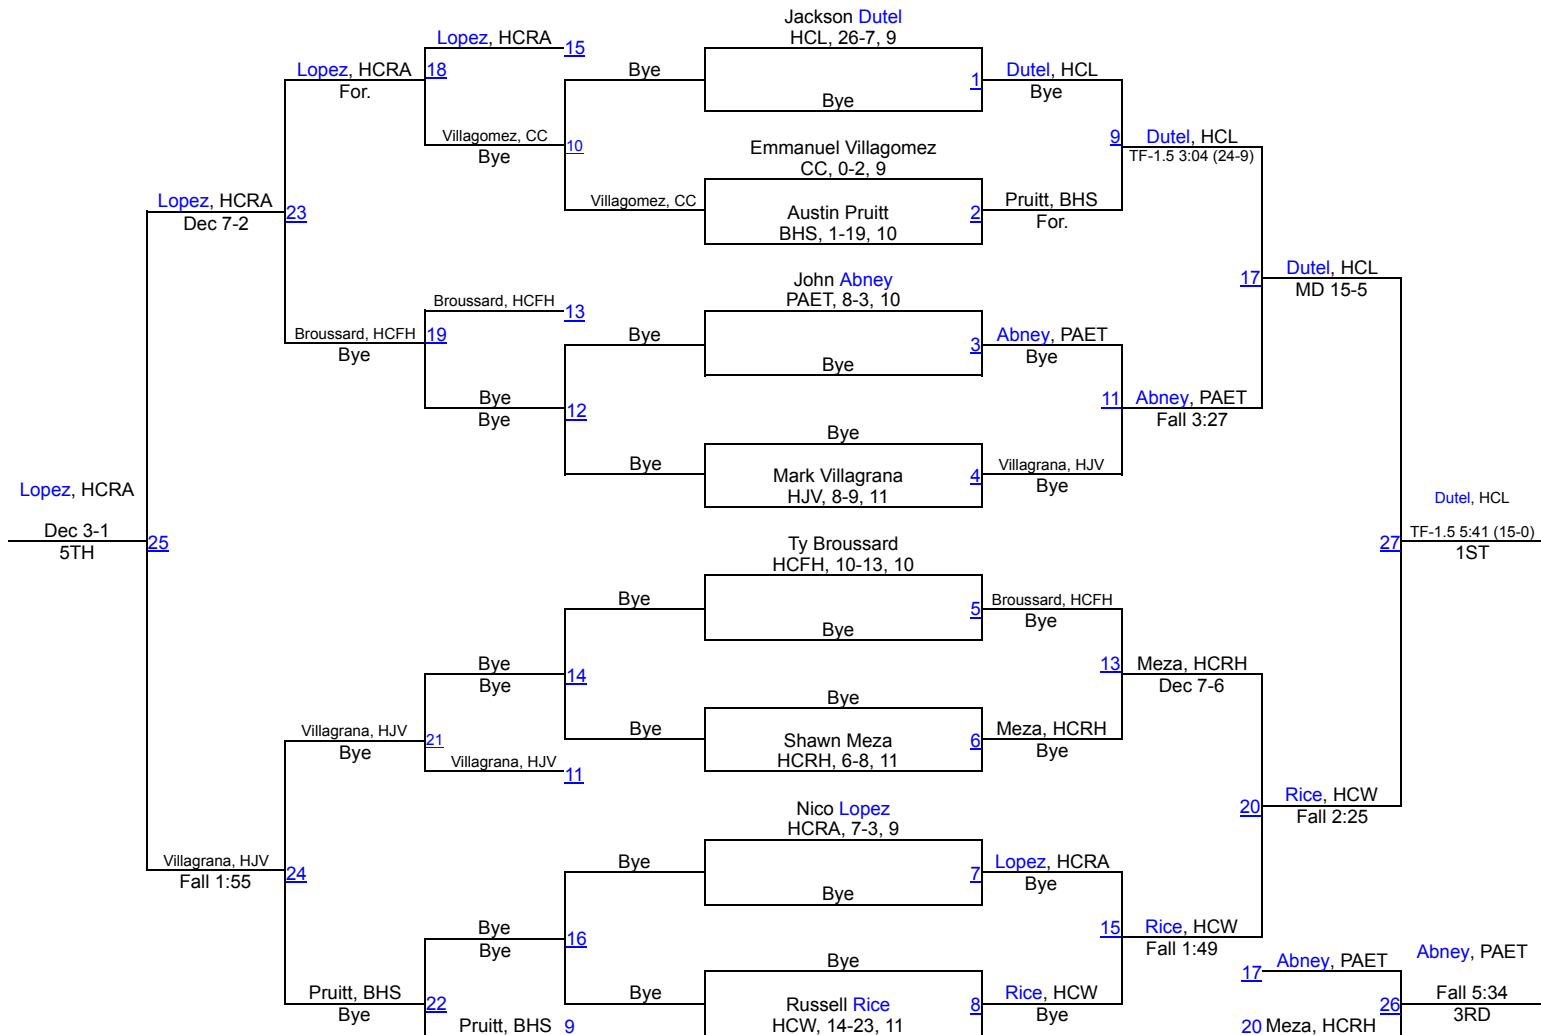 Jackson Dutel
HCL, 26-7, 9
Lopez, HCRA
15
Lopez, HCRA
18
For.
Bye
1
Dutel, HCL
Bye
Bye
Villagomez, CC
Bye
10
Emmanuel Villagomez
CC, 0-2, 9
9
Dutel, HCL
TF-1.5 3:04 (24-9)
Villagomez, CC
Austin Pruitt
BHS, 1-19, 10
2
Pruitt, BHS
For.
Lopez, HCRA
Dec 7-2
23
John Abney
PAET, 8-3, 10
17
Dutel, HCL
MD 15-5
Broussard, HCFH
13
Broussard, HCFH
Bye
19
Bye
3
Abney, PAET
Bye
Bye
Bye
Bye
12
11
Abney, PAET
Fall 3:27
Bye
Bye
Mark Villagrana
HJV, 8-9, 11
4
Villagrana, HJV
Bye
Lopez, HCRA
Dec 3-1
5TH
25
Dutel, HCL
27
TF-1.5 5:41 (15-0)
1ST
Ty Broussard
HCFH, 10-13, 10
Bye
5
Broussard, HCFH
Bye
Bye
Bye
Bye
14
13
Meza, HCRH
Dec 7-6
Bye
Bye
Shawn Meza
HCRH, 6-8, 11
6
Meza, HCRH
Bye
Villagrana, HJV
Bye
21
Villagrana, HJV
11
Nico Lopez
HCRA, 7-3, 9
20
Rice, HCW
Fall 2:25
Villagrana, HJV
Fall 1:55
24
Bye
7
Lopez, HCRA
Bye
Bye
Bye
Bye
16
15
Rice, HCW
Fall 1:49
Bye
Bye
Russell Rice
HCW, 14-23, 11
8
Rice, HCW
Bye
Pruitt, BHS
Bye
22
Pruitt, BHS
9
17
Abney, PAET
Abney, PAET
26
Fall 5:34
3RD
20
Meza, HCRH